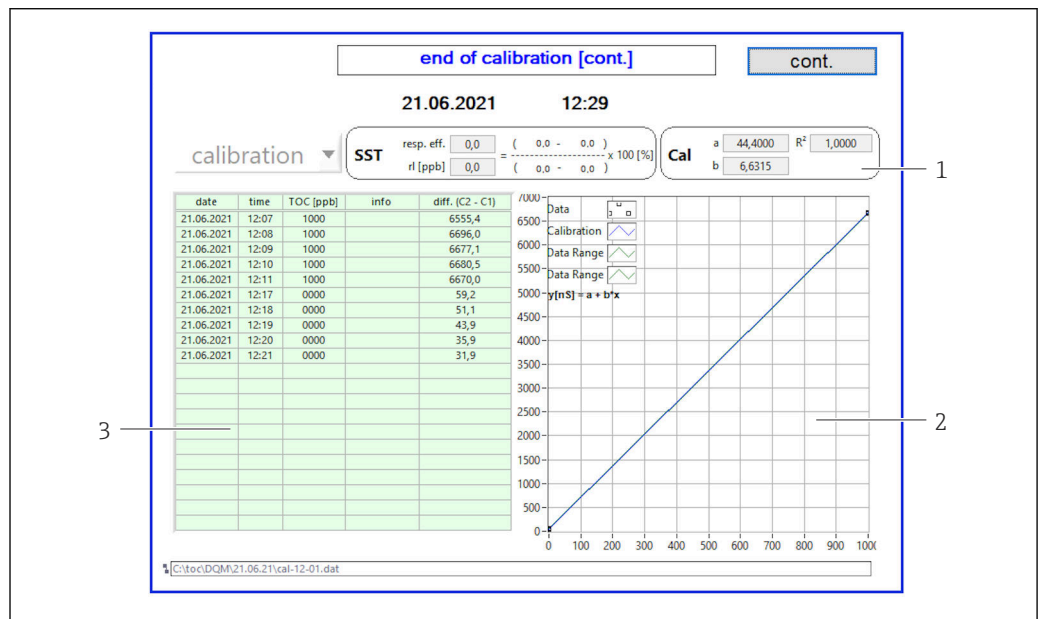 end of calibration [cont.]
cont.
21.06.2021 12:29
calibration
SST
resp. eff. 0,0 = ( 0,0 - 0,0 )
---------------- x 100 [%]
rl [ppb] 0,0 ( 0,0 - 0,0 )
Cal
a 44,4000 R² 1,0000
b 6,6315
1
date time TOC [ppb] info diff. (C2 - C1)
21.06.2021 12:07 1000 6555,4
21.06.2021 12:08 1000 6696,0
21.06.2021 12:09 1000 6677,1
21.06.2021 12:10 1000 6680,5
21.06.2021 12:11 1000 6670,0
21.06.2021 12:17 0000 59,2
21.06.2021 12:18 0000 51,1
21.06.2021 12:19 0000 43,9
21.06.2021 12:20 0000 35,9
21.06.2021 12:21 0000 31,9
3
Data
Calibration
Data Range
Data Range
y[nS] = a + b*x
7000
6500
6000
5500
5000
4500
4000
3500
3000
2500
2000
1500
1000
500
0
0 100 200 300 400 500 600 700 800 900 1000
2
C:\toc\DQM\21.06.21\cal-12-01.dat